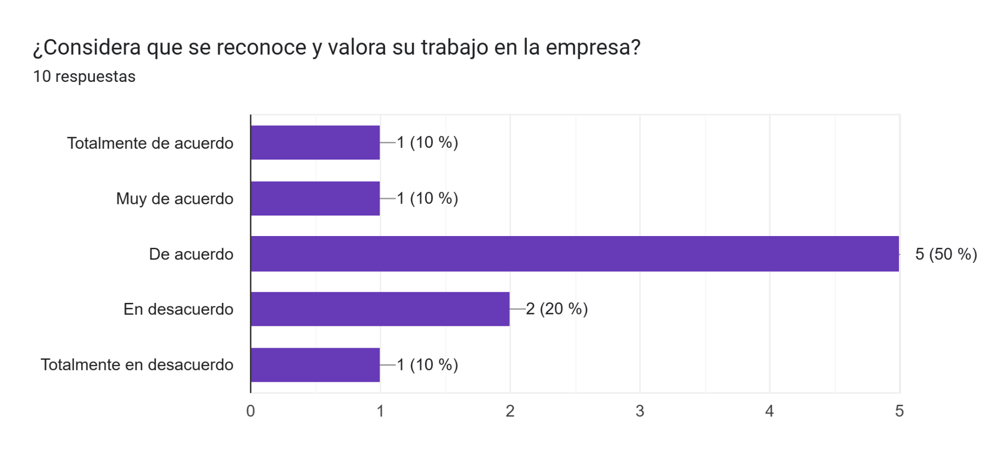 ¿Considera que se reconoce y valora su trabajo en la empresa?
10 respuestas
Totalmente de acuerdo
1 (10 %)
Muy de acuerdo
1 (10 %)
De acuerdo
5 (50 %)
En desacuerdo
2 (20 %)
Totalmente en desacuerdo
1 (10 %)
0 1 2 3 4 5